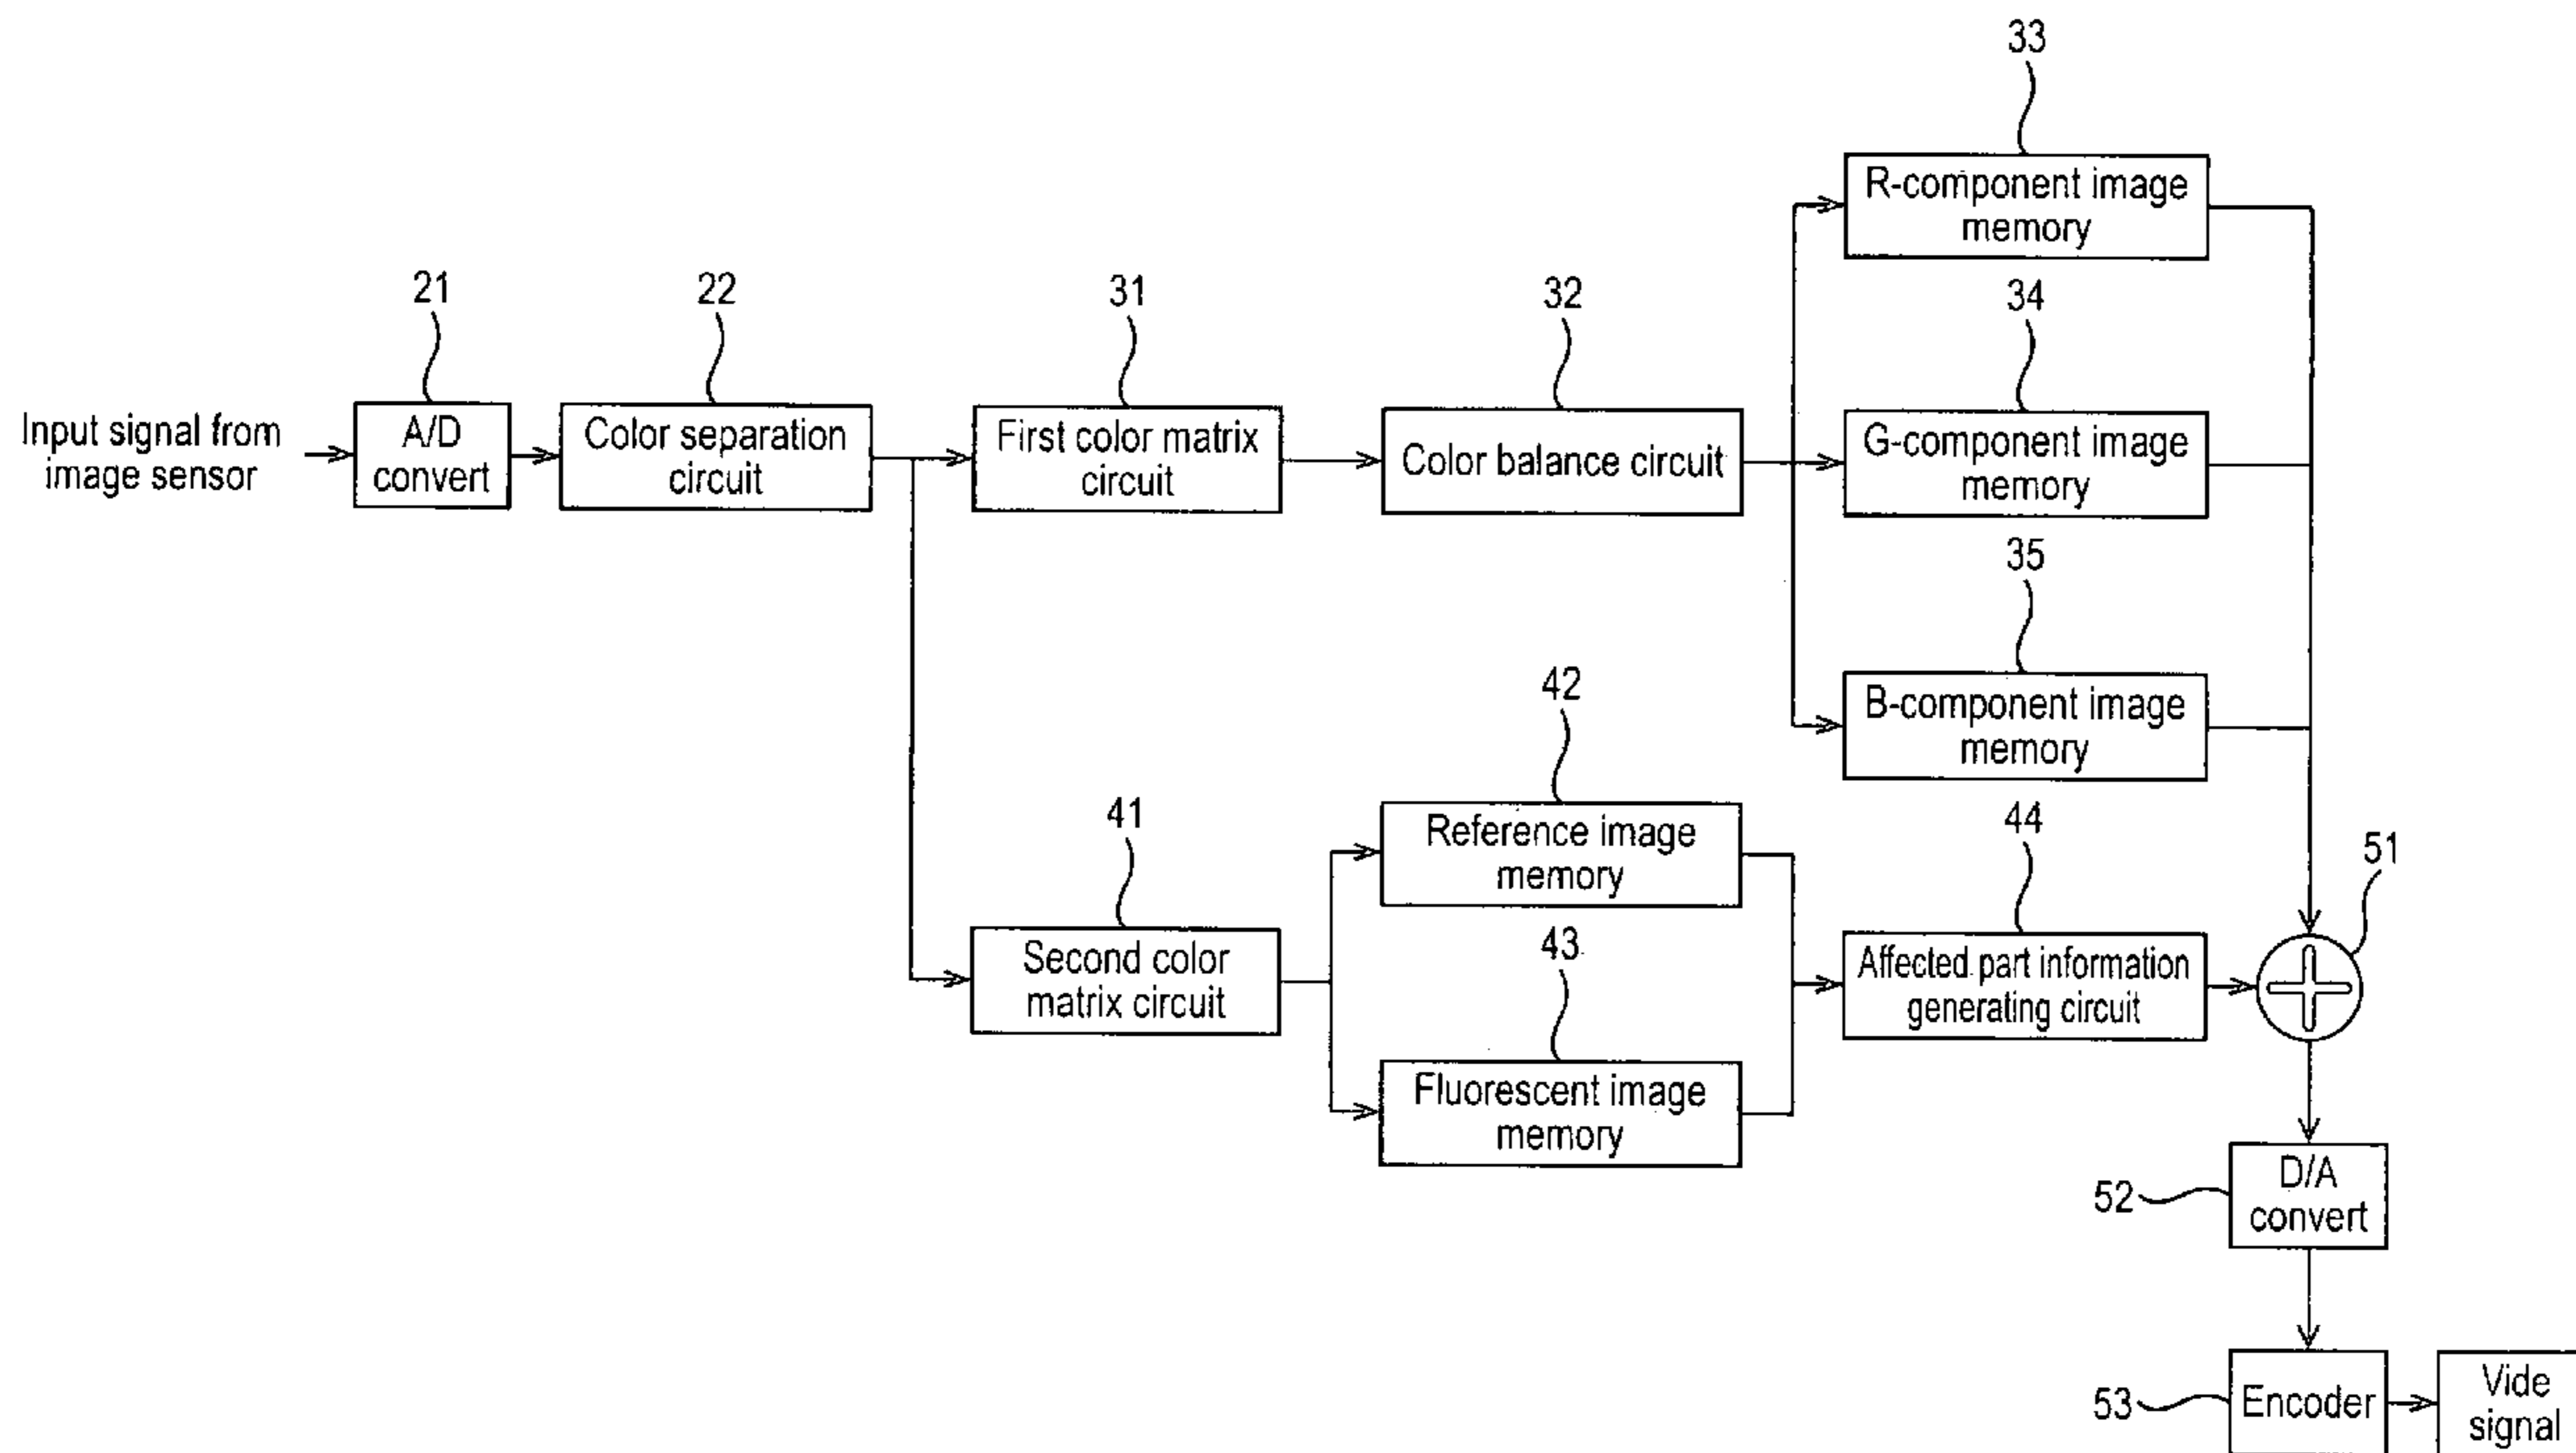 33
R-component image
memory
21
22
31
32
34
Input signal from
image sensor
A/D
convert
Color separation
circuit
First color matrix
circuit
Color balance circuit
G-component image
memory
35
B-component image
memory
42
Reference image
memory
41
44
51
Second color
matrix circuit
43
Fluorescent image
memory
Affected part information
generating circuit
52
D/A
convert
53
Encoder
Vide
signal